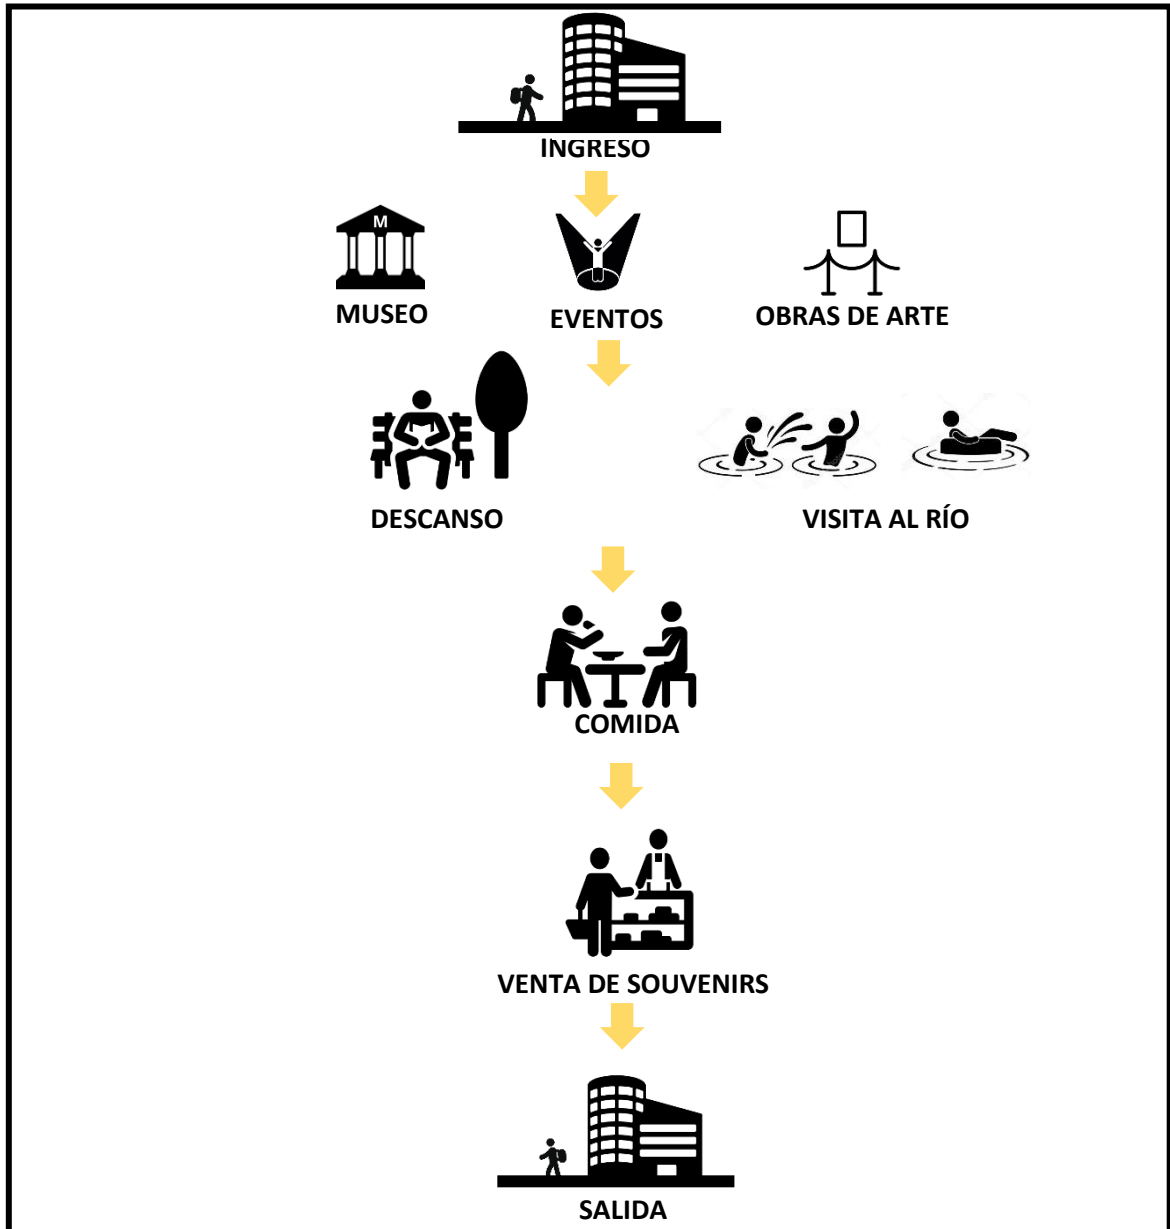 INGRESO
M
MUSEO
EVENTOS
OBRAS DE ARTE
DESCANSO
VISITA AL RÍO
COMIDA
VENTA DE SOUVENIRS
SALIDA